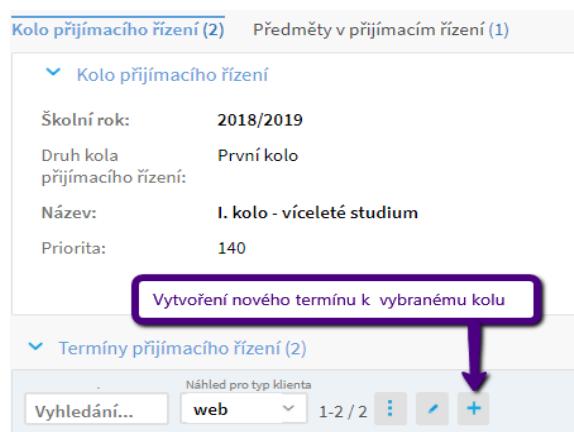 Kolo přijímacího řízení (2) Předměty v přijímacím řízení (1)
Kolo přijímacího řízení
Školní rok: 2018/2019
Druh kola přijímacího řízení: První kolo
Název: I. kolo - víceleté studium
Priorita: 140
Vytvoření nového termínu k vybranému kolu
Termíny přijímacího řízení (2)
Náhled pro typ klienta
Vyhledání... web 1-2 / 2